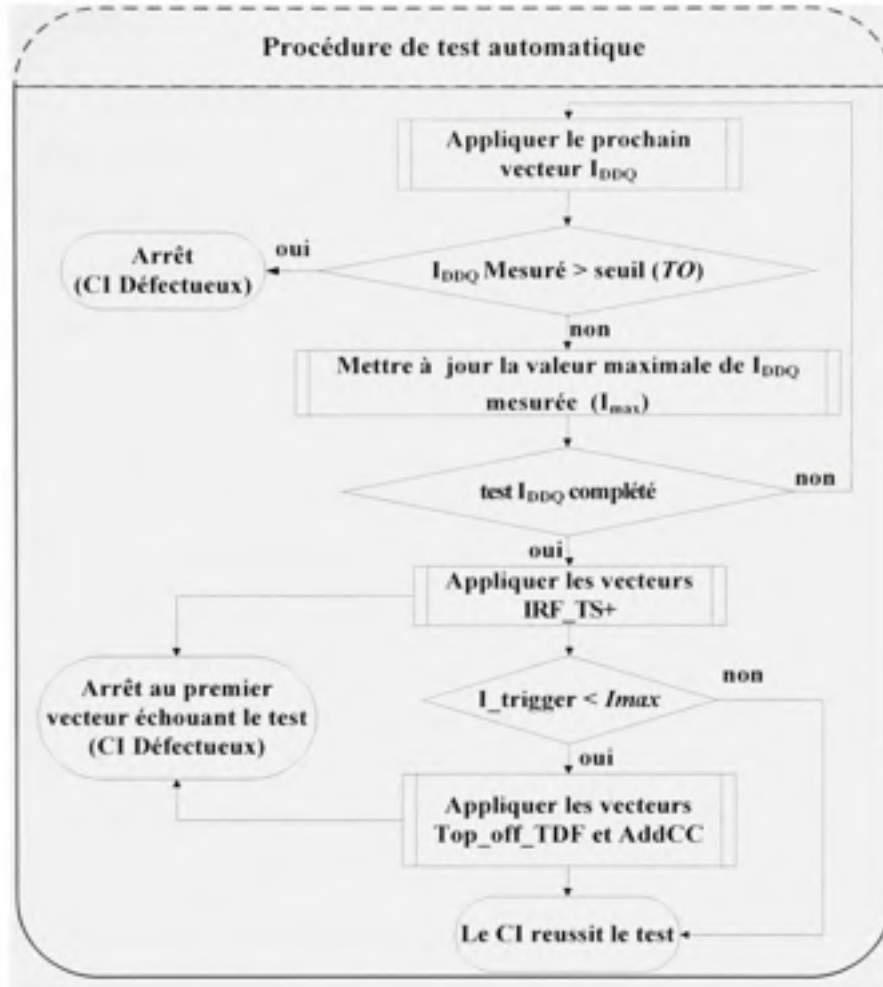 Procédure de test automatique
Appliquer le prochain
vecteur IDDQ
Arrêt
(CI Défectueux)
oui
IDDQ Mesuré > seuil (TO)
non
Mettre à jour la valeur maximale de IDDQ
mesurée (Imax)
test IDDQ complété
non
oui
Appliquer les vecteurs
IRF_TS+
Arrêt au premier
vecteur échouant le test
(CI Défectueux)
I_trigger < Imax
non
oui
Appliquer les vecteurs
Top_off_TDF et AddCC
Le CI reussit le test